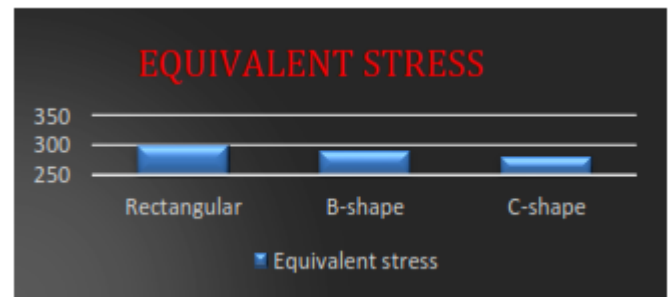 EQUIVALENT STRESS
350
300
250
Rectangular B-shape C-shape
Equivalent stress